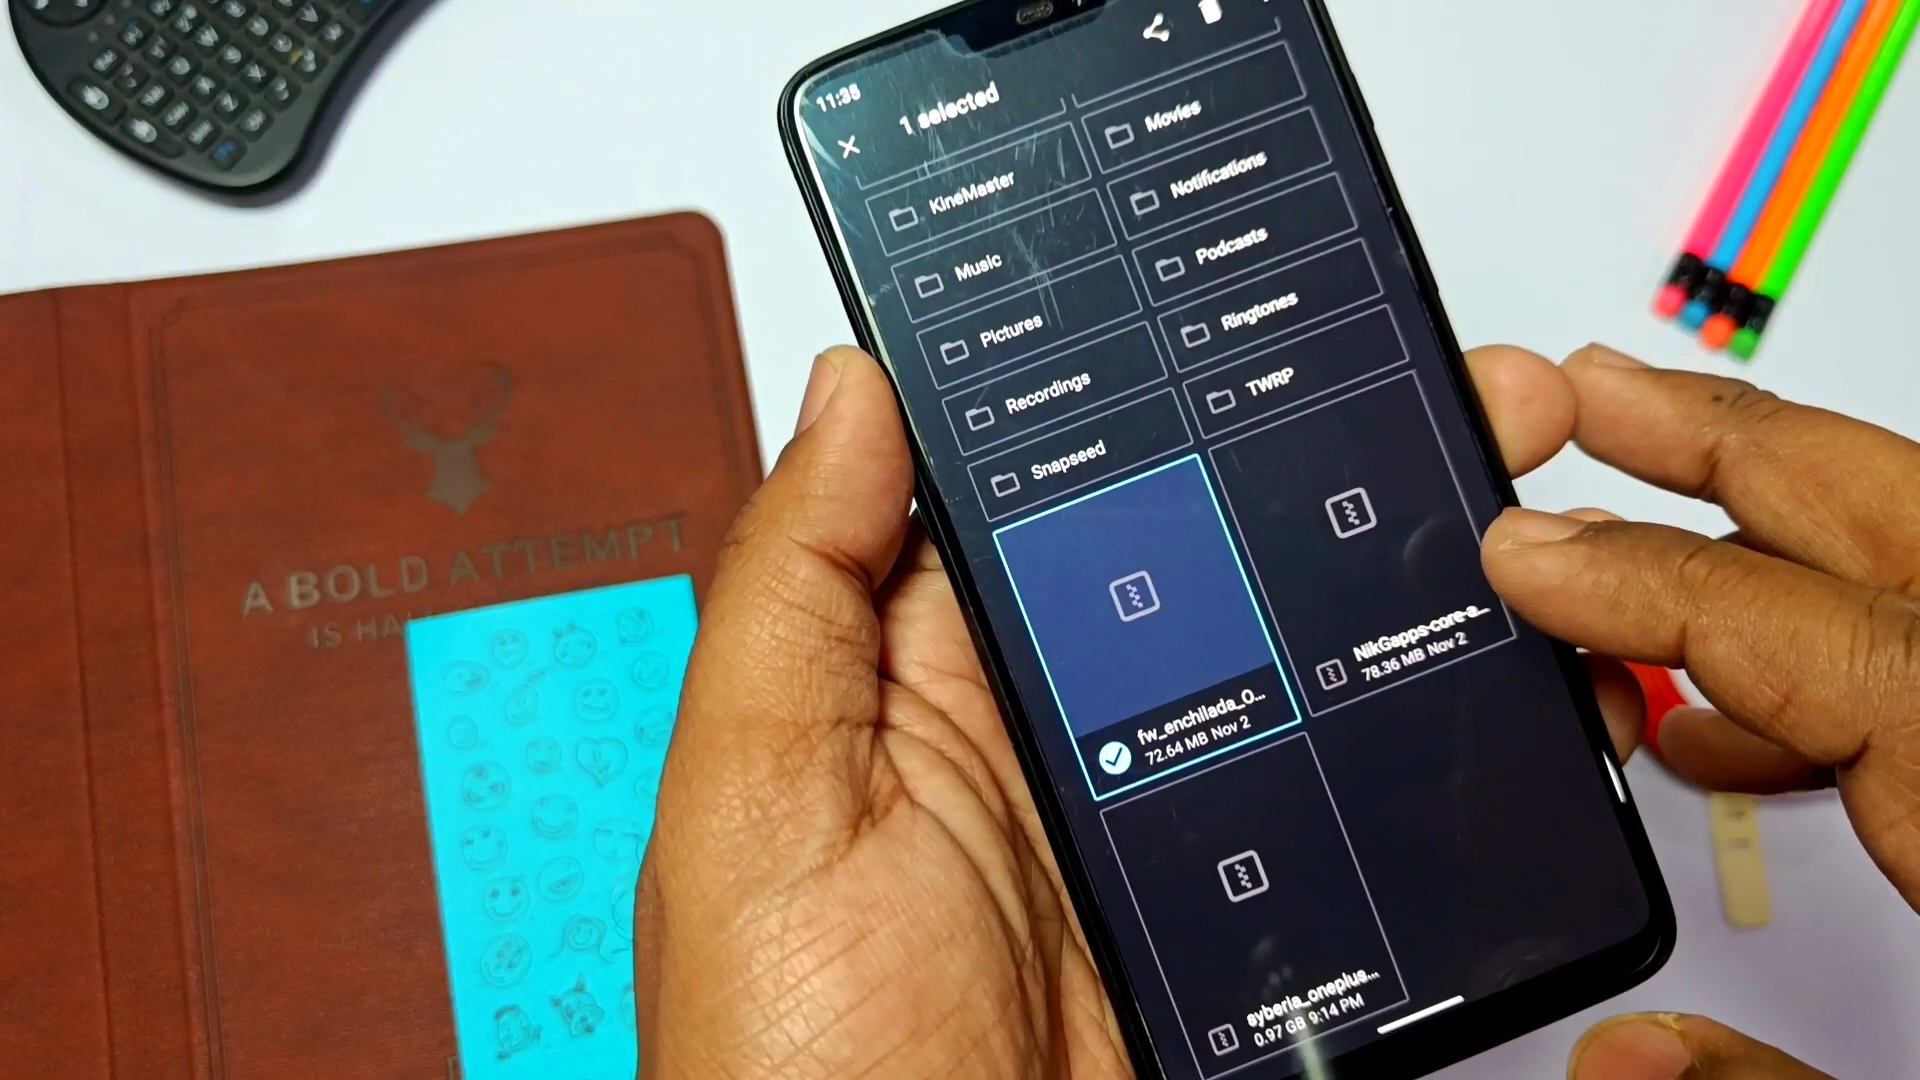 A BOLD ATTEMPT
IS HA
11:35
1 selected
Movies
KineMaster
Notifications
Music
Podcasts
Pictures
Ringtones
Recordings
TWRP
Snapseed
fw_enchilada_O...
72.64 MB Nov 2
NikGapps-core-a...
78.36 MB Nov 2
syberia_oneplus...
0.97 GB 9:14 PM